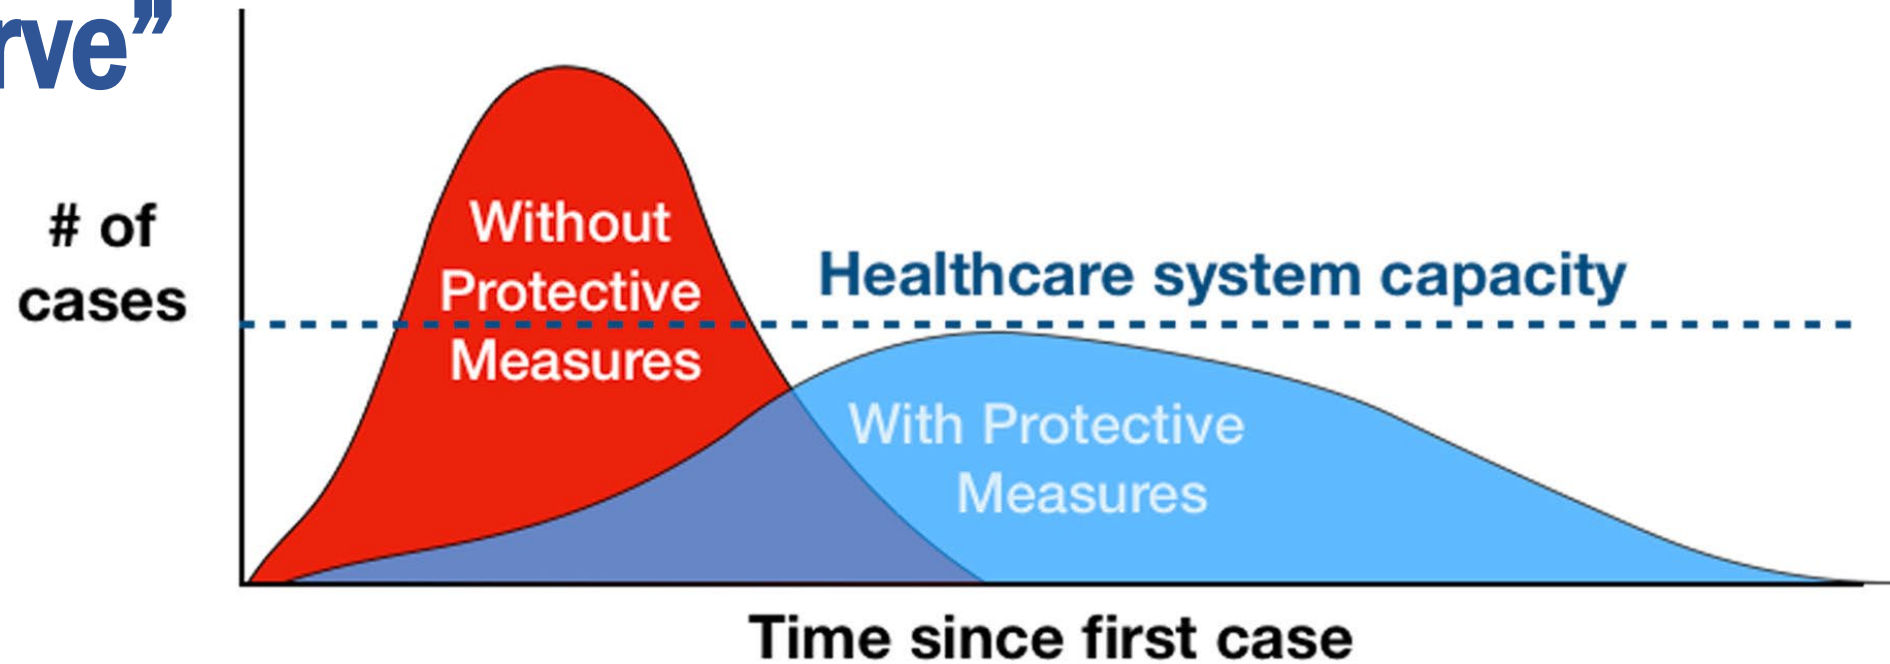 rve”
# of
cases
Without
Protective
Measures
Healthcare system capacity
With Protective
Measures
Time since first case